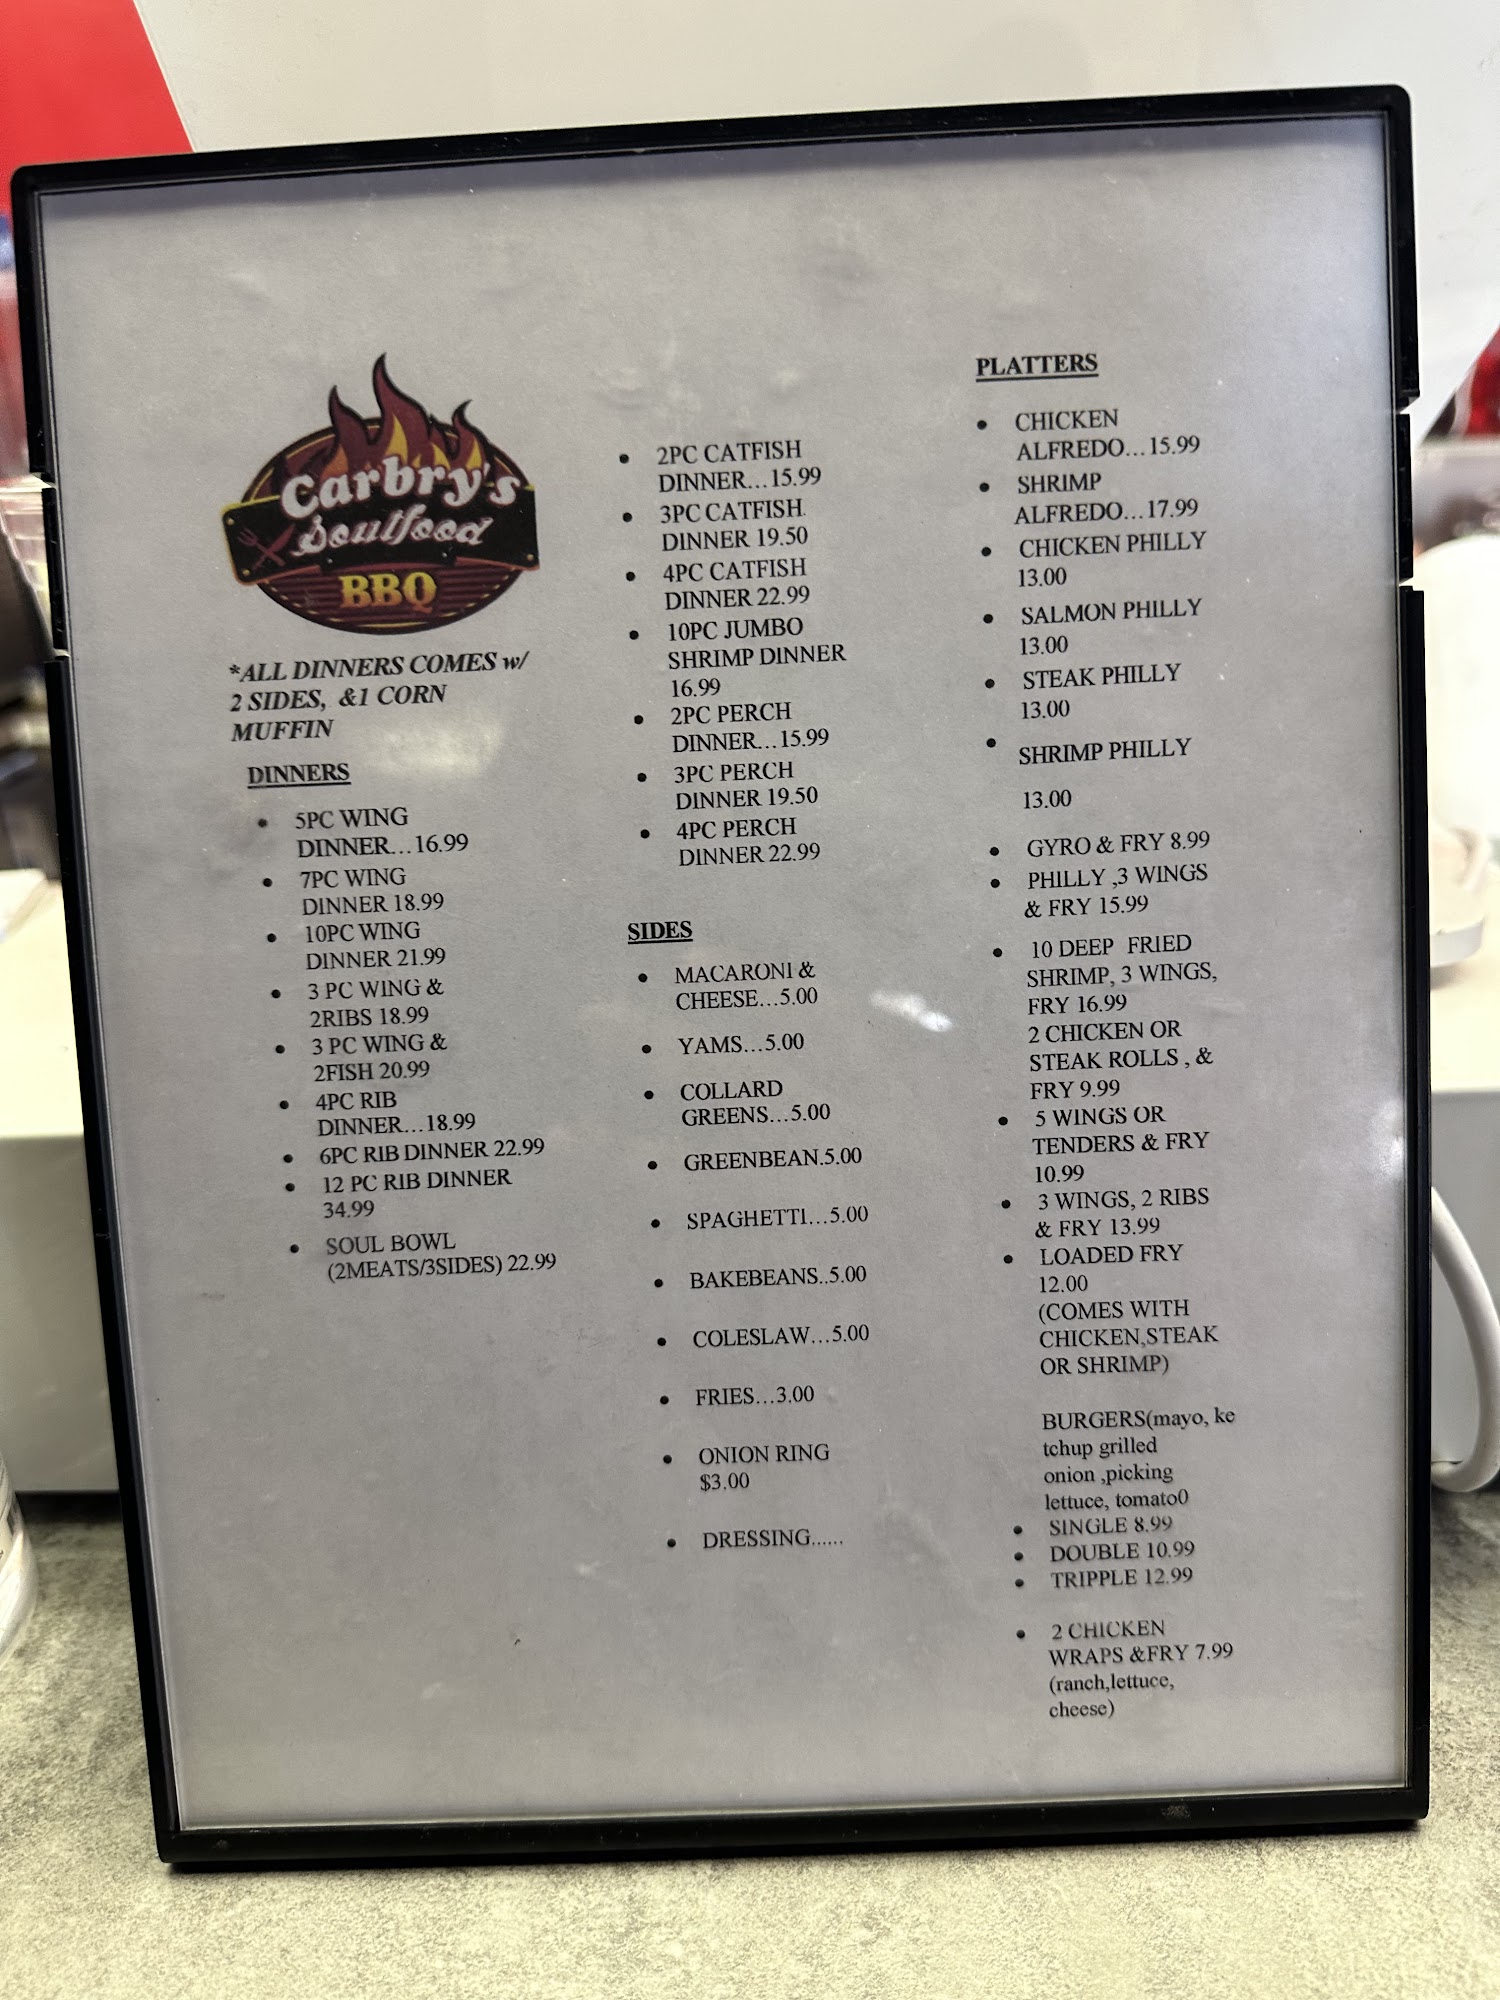 Carbry's
Soulfood
BBQ
*ALL DINNERS COMES w/
2 SIDES, &1 CORN
MUFFIN
DINNERS
• 5PC WING
DINNER...16.99
• 7PC WING
DINNER 18.99
• 10PC WING
DINNER 21.99
• 3 PC WING &
2RIBS 18.99
• 3 PC WING &
2FISH 20.99
• 4PC RIB
DINNER...18.99
• 6PC RIB DINNER 22.99
• 12 PC RIB DINNER
34.99
• SOUL BOWL
(2MEATS/3SIDES) 22.99
• 2PC CATFISH
DINNER...15.99
• 3PC CATFISH
DINNER 19.50
• 4PC CATFISH
DINNER 22.99
• 10PC JUMBO
SHRIMP DINNER
16.99
• 2PC PERCH
DINNER...15.99
• 3PC PERCH
DINNER 19.50
• 4PC PERCH
DINNER 22.99
SIDES
• MACARONI &
CHEESE...5.00
• YAMS...5.00
• COLLARD
GREENS...5.00
• GREENBEAN.5.00
• SPAGHETTI...5.00
• BAKEBEANS..5.00
• COLESLAW...5.00
• FRIES...3.00
• ONION RING
$3.00
• DRESSING......
PLATTERS
• CHICKEN
ALFREDO...15.99
• SHRIMP
ALFREDO...17.99
• CHICKEN PHILLY
13.00
• SALMON PHILLY
13.00
• STEAK PHILLY
13.00
• SHRIMP PHILLY
13.00
• GYRO & FRY 8.99
• PHILLY ,3 WINGS
& FRY 15.99
• 10 DEEP FRIED
SHRIMP, 3 WINGS,
FRY 16.99
2 CHICKEN OR
STEAK ROLLS , &
FRY 9.99
• 5 WINGS OR
TENDERS & FRY
10.99
• 3 WINGS, 2 RIBS
& FRY 13.99
• LOADED FRY
12.00
(COMES WITH
CHICKEN,STEAK
OR SHRIMP)
BURGERS(mayo, ke
tchup grilled
onion ,picking
lettuce, tomato0
• SINGLE 8.99
• DOUBLE 10.99
• TRIPPLE 12.99
• 2 CHICKEN
WRAPS &FRY 7.99
(ranch,lettuce,
cheese)